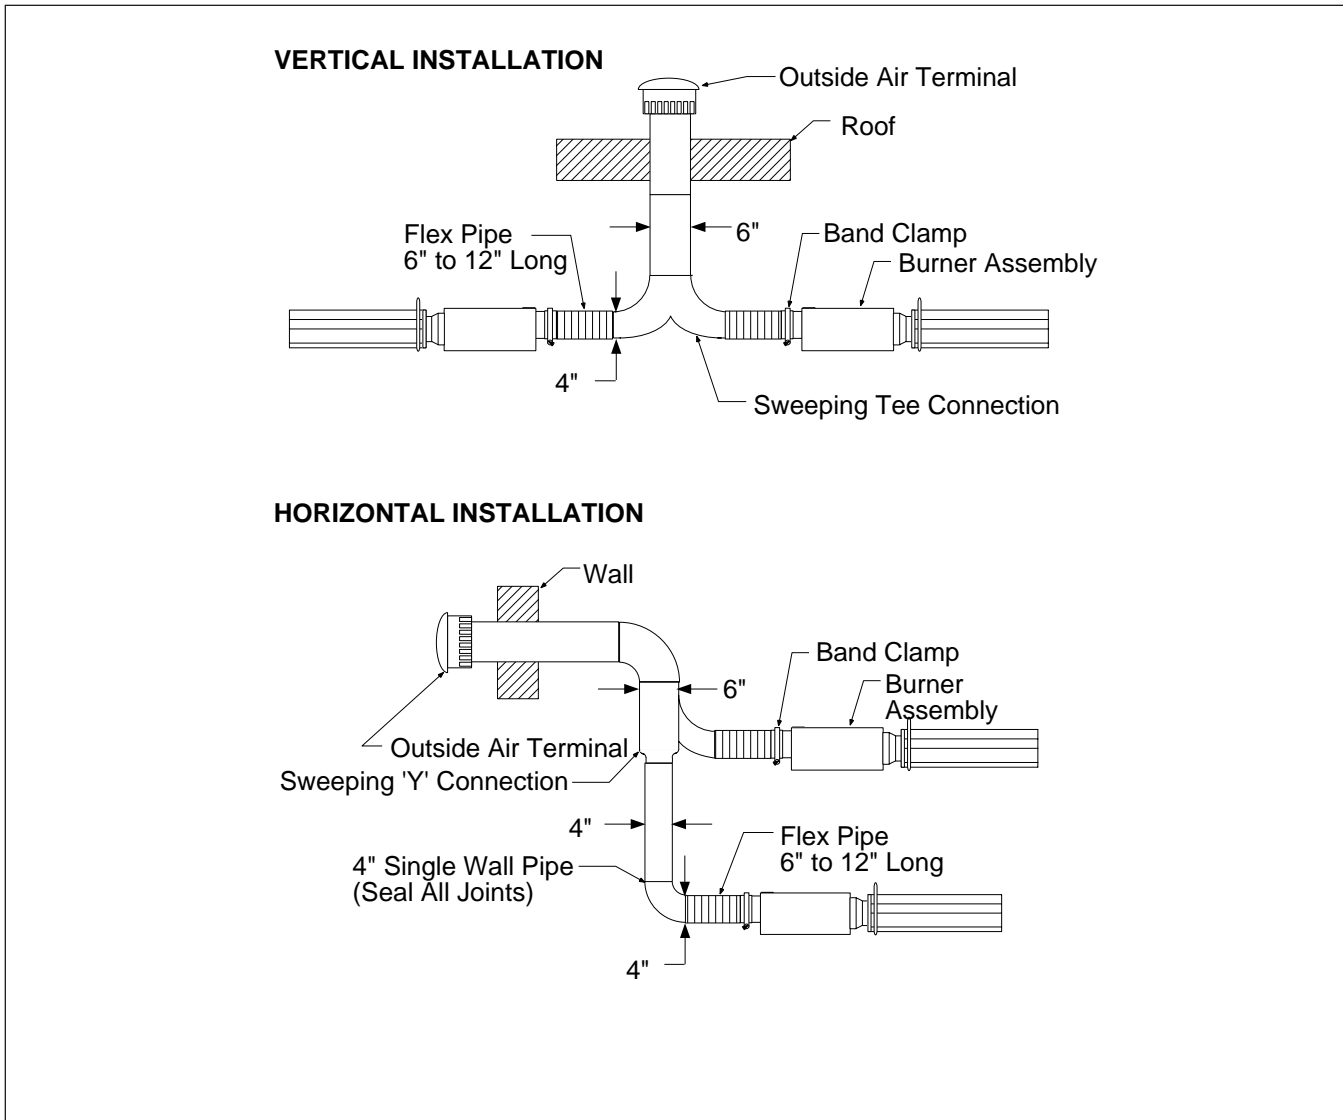 VERTICAL INSTALLATION
Outside Air Terminal
Roof
Flex Pipe
6" to 12" Long
6"
Band Clamp
Burner Assembly
4"
Sweeping Tee Connection
HORIZONTAL INSTALLATION
Wall
Band Clamp
6"
Burner
Assembly
Outside Air Terminal
Sweeping 'Y' Connection
4"
Flex Pipe
6" to 12" Long
4" Single Wall Pipe
(Seal All Joints)
4"